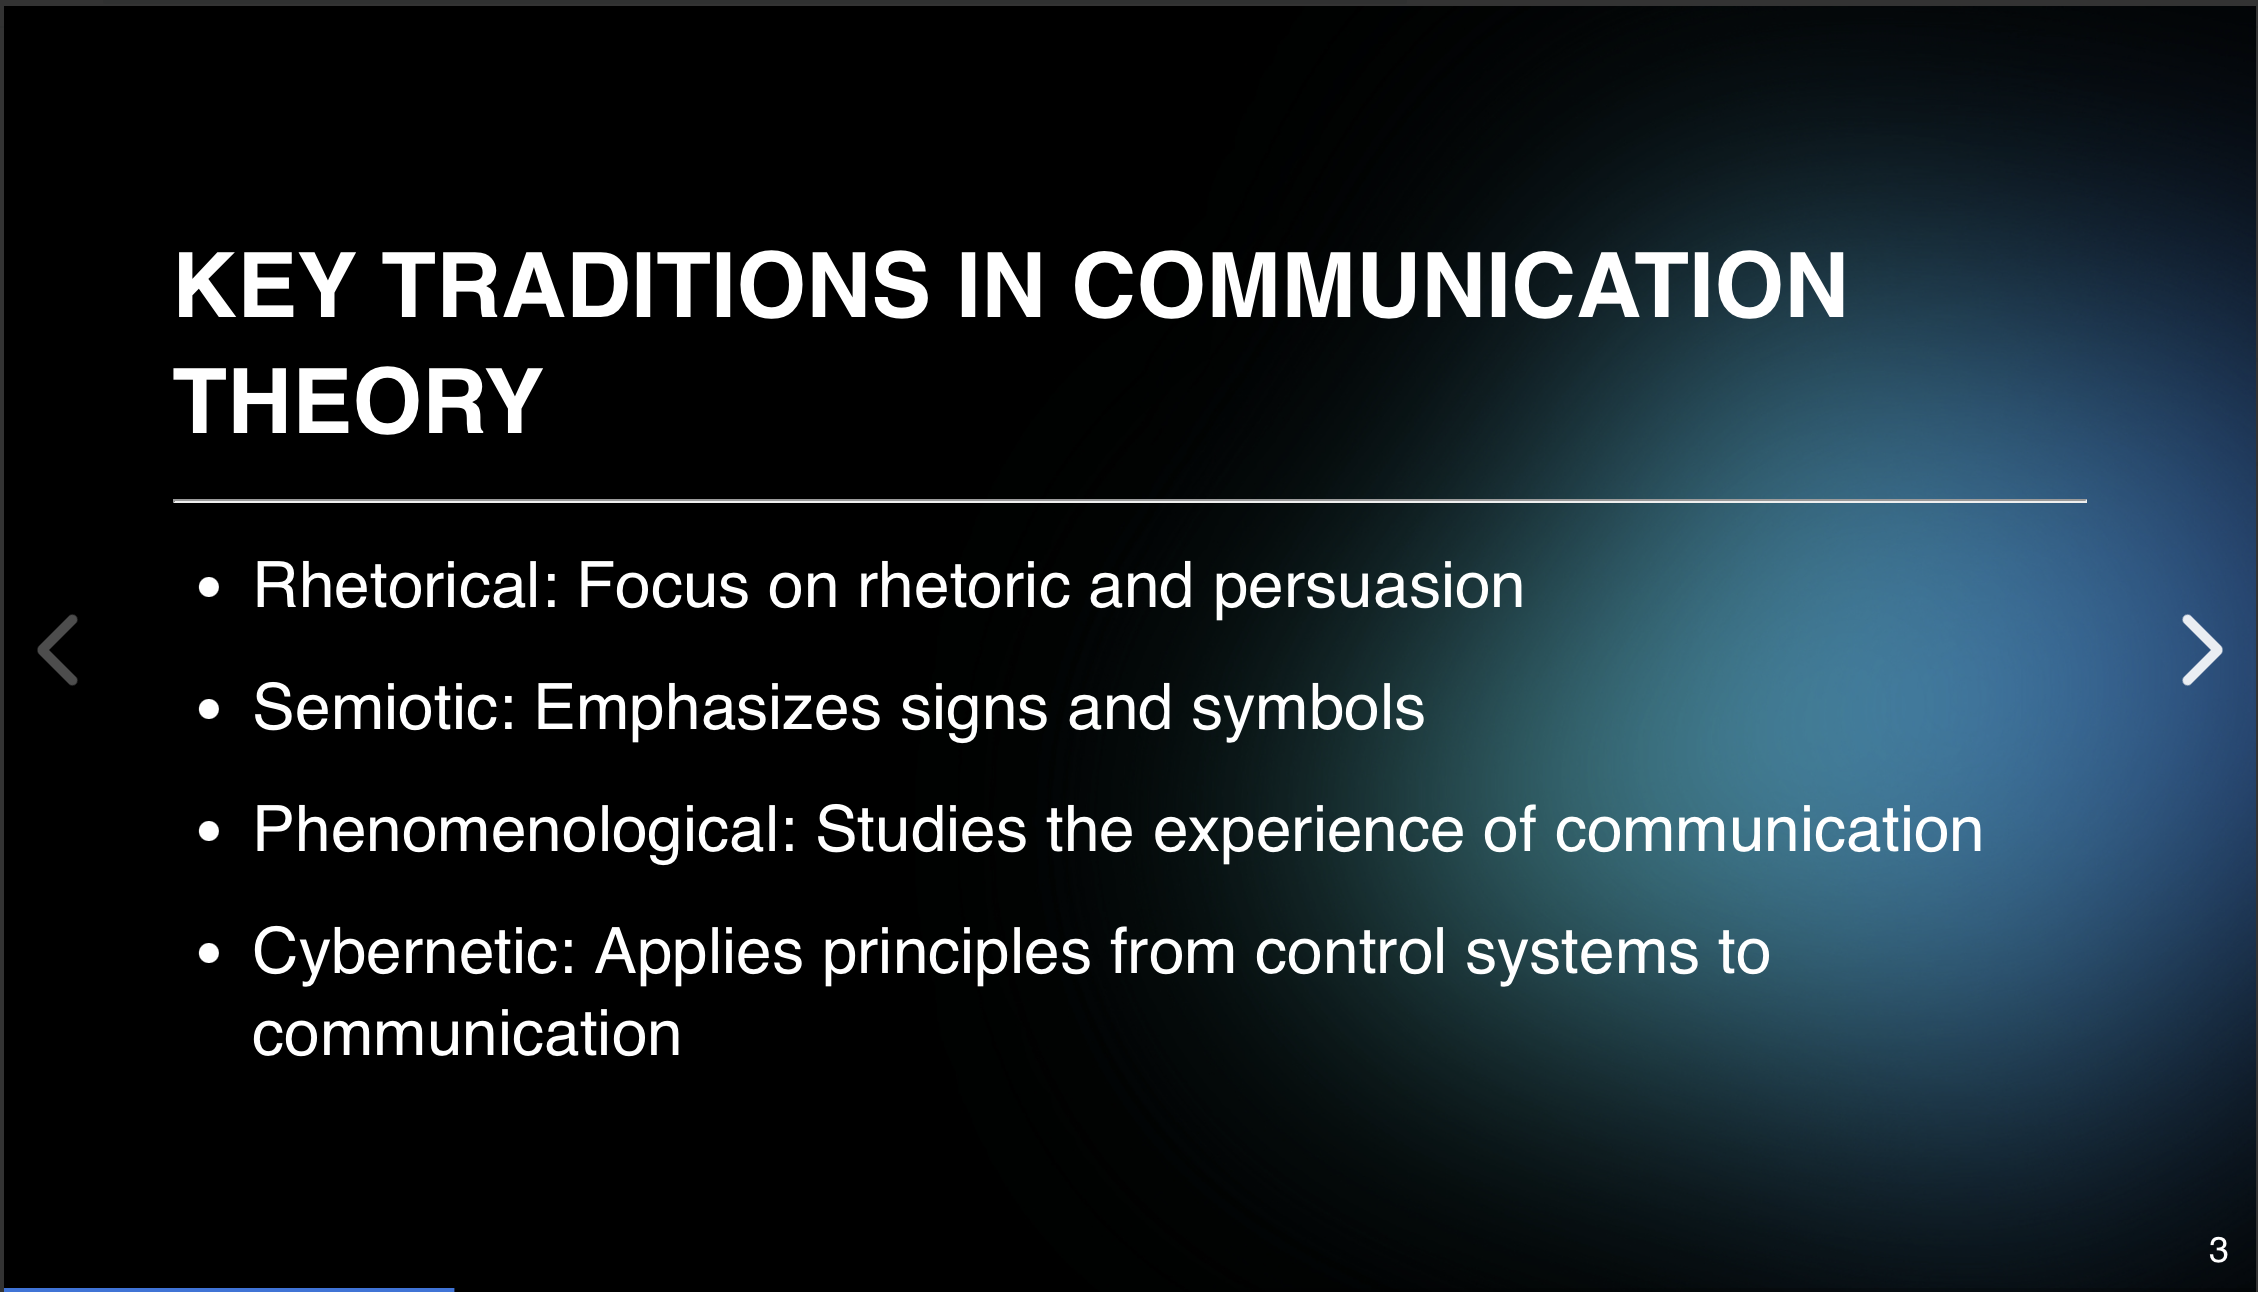 KEY TRADITIONS IN COMMUNICATION
THEORY
Rhetorical: Focus on rhetoric and persuasion
Semiotic: Emphasizes signs and symbols
Phenomenological: Studies the experience of communication
Cybernetic: Applies principles from control systems to
communication
3